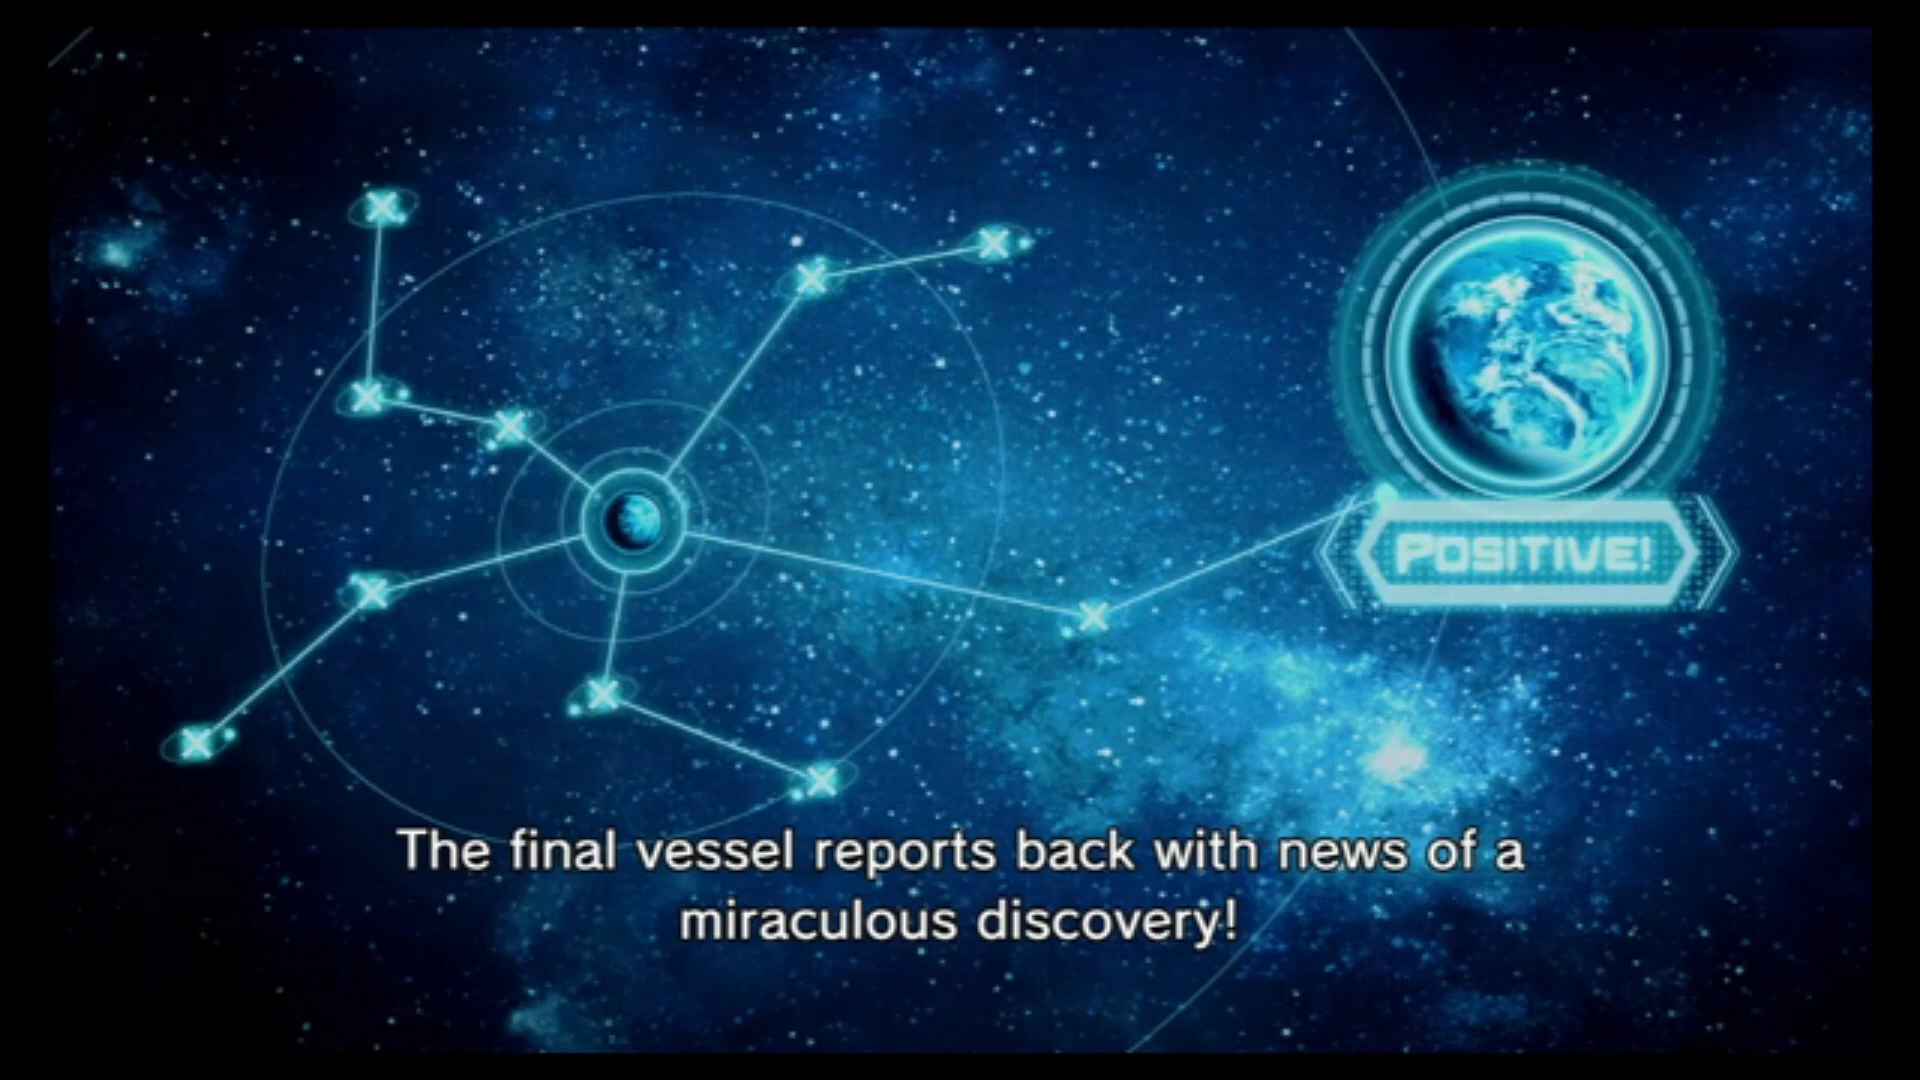 POSITIVE!
The final vessel reports back with news of a
miraculous discovery!